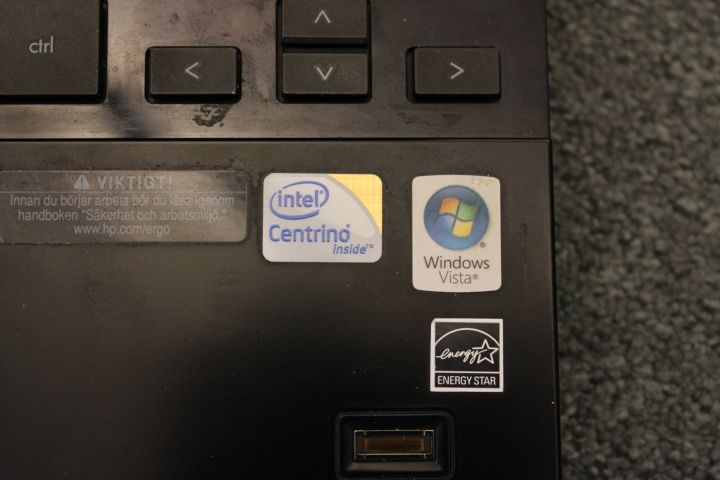 ctrl
⚠ VIKTIGT!
Innan du börjar arbeta bör du läsa igenom
handboken "Säkerhet och arbetsmiljö."
www.hp.com/ergo
intel®
Centrino
inside™
Windows
Vista®
energy
ENERGY STAR